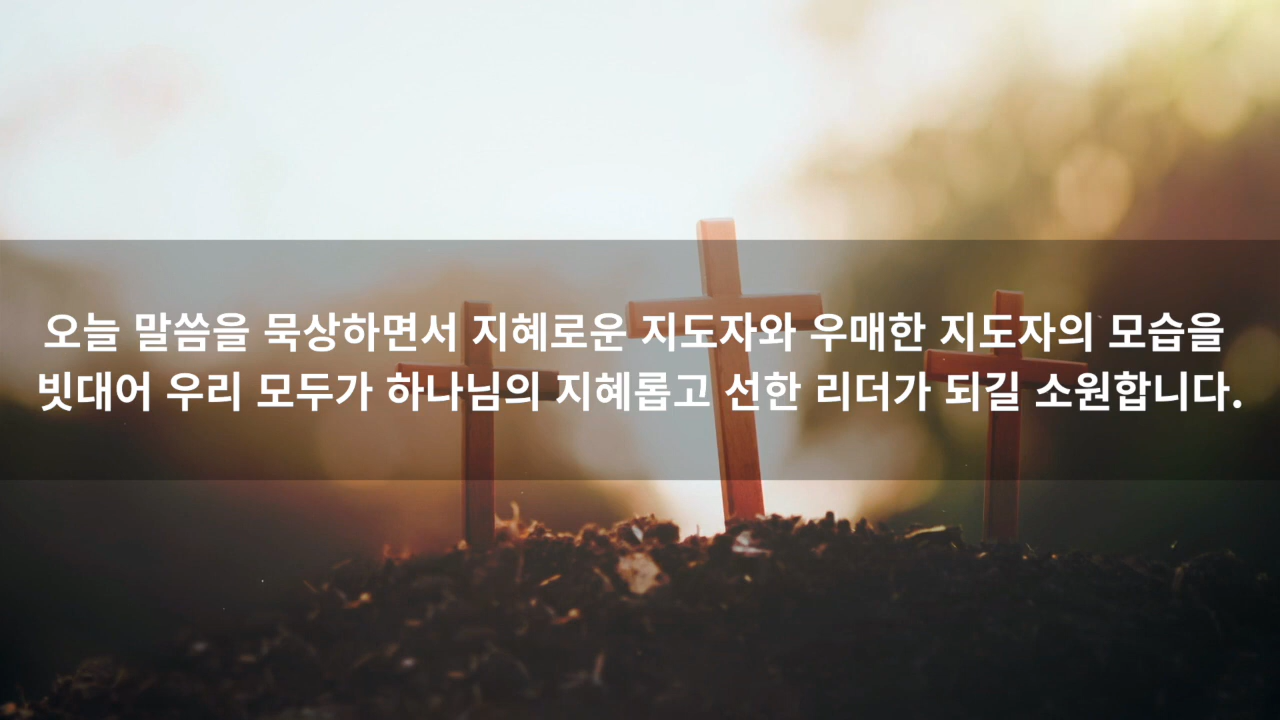 오늘 말씀을 묵상하면서 지혜로운 지도자와 우매한 지도자의 모습을
빗대어 우리 모두가 하나님의 지혜롭고 선한 리더가 되길 소원합니다.